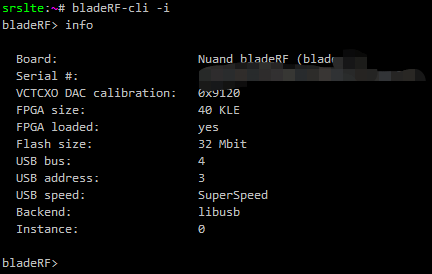 srslte:~# bladeRF-cli -i
bladeRF> info
Board: Nuand bladeRF (blad
Serial #:
VCTCXO DAC calibration: 0x9120
FPGA size: 40 KLE
FPGA loaded: yes
Flash size: 32 Mbit
USB bus: 4
USB address: 3
USB speed: SuperSpeed
Backend: libusb
Instance: 0
bladeRF>